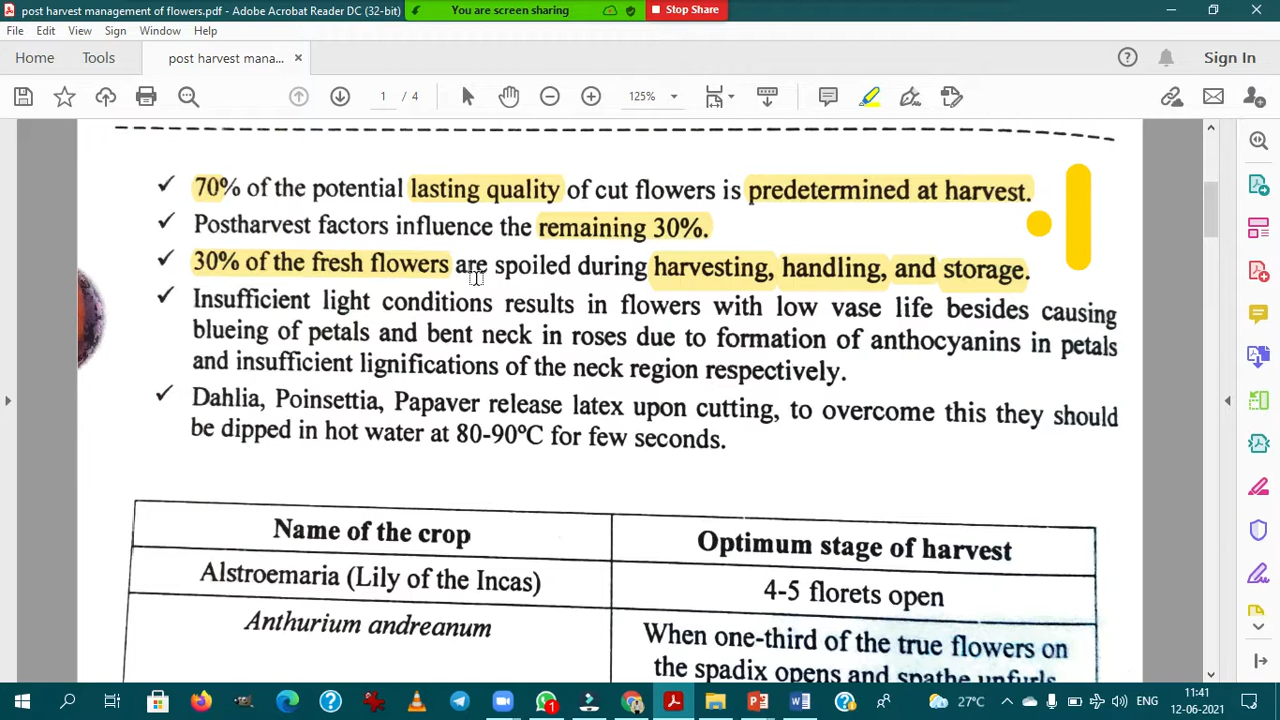 post harvest management of flowers.pdf - Adobe Acrobat Reader DC (32-bit)
You are screen sharing
Stop Share
File Edit View Sign Window Help
Home Tools post harvest mana... Sign In
1 / 4 125%
✓ 70% of the potential lasting quality of cut flowers is predetermined at harvest.
✓ Postharvest factors influence the remaining 30%.
✓ 30% of the fresh flowers are spoiled during harvesting, handling, and storage.
✓ Insufficient light conditions results in flowers with low vase life besides causing
blueing of petals and bent neck in roses due to formation of anthocyanins in petals
and insufficient lignifications of the neck region respectively.
✓ Dahlia, Poinsettia, Papaver release latex upon cutting, to overcome this they should
be dipped in hot water at 80-90ºC for few seconds.
Name of the crop Optimum stage of harvest
Alstroemaria (Lily of the Incas) 4-5 florets open
Anthurium andreanum When one-third of the true flowers on
the spadix opens and spathe unfurls
1 27°C ENG 11:41
12-06-2021